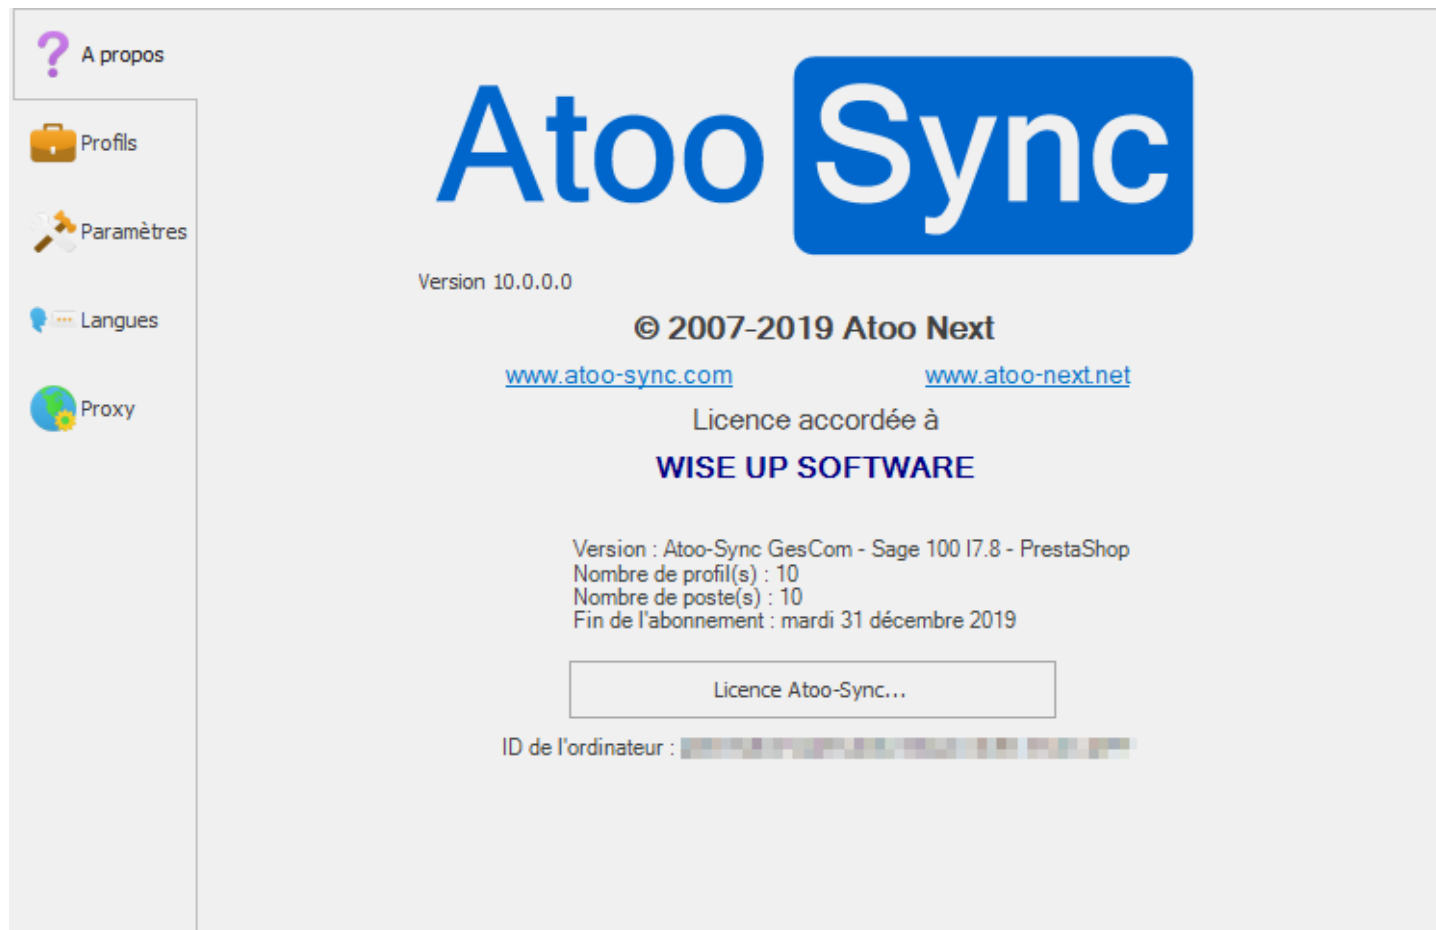 A propos
Profils
Paramètres
Langues
Proxy
Atoo Sync
Version 10.0.0.0
© 2007-2019 Atoo Next
www.atoo-sync.com www.atoo-next.net
Licence accordée à
WISE UP SOFTWARE
Version : Atoo-Sync GesCom - Sage 100 I7.8 - PrestaShop
Nombre de profil(s) : 10
Nombre de poste(s) : 10
Fin de l'abonnement : mardi 31 décembre 2019
Licence Atoo-Sync...
ID de l'ordinateur :